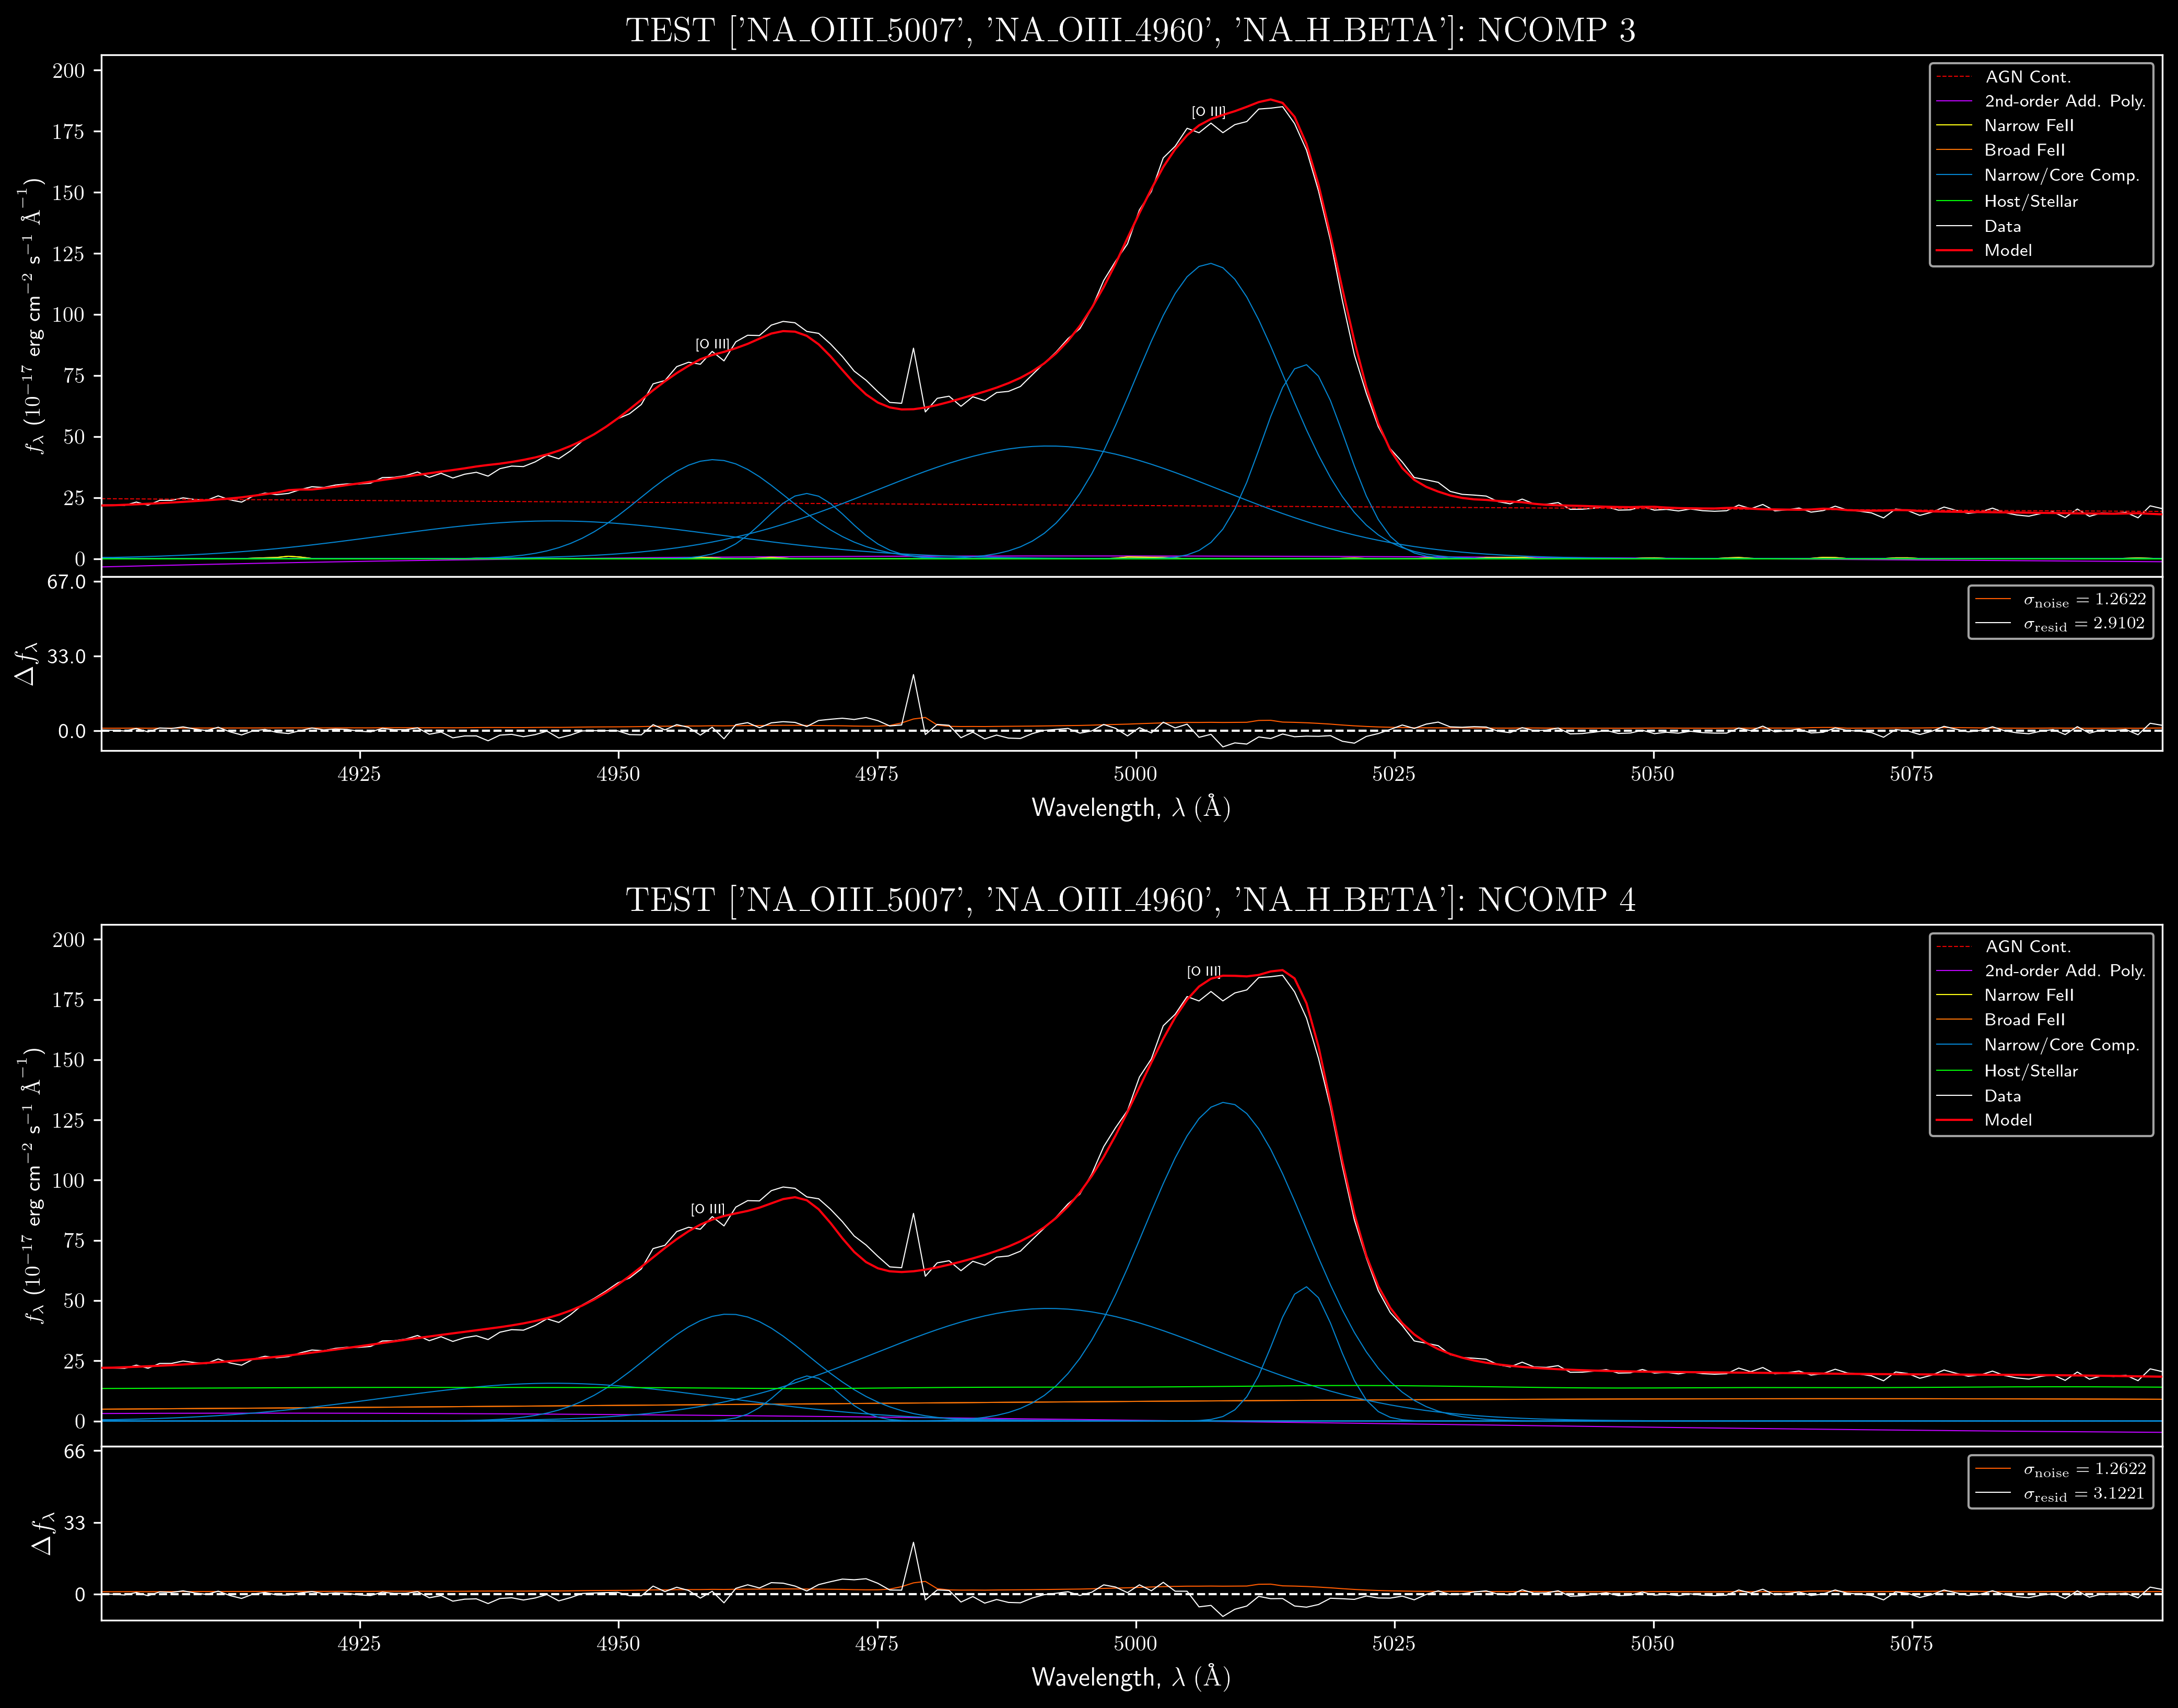 TEST ['NA_OIII_5007', 'NA_OIII_4960', 'NA_H_BETA']: NCOMP 3
200
175
150
125
100
75
50
25
0
f_λ (10^−17 erg cm^−2 s^−1 Å^−1)
[O III]
[O III]
AGN Cont.
2nd-order Add. Poly.
Narrow FeII
Broad FeII
Narrow/Core Comp.
Host/Stellar
Data
Model
67.0
33.0
0.0
Δf_λ
σ_noise = 1.2622
σ_resid = 2.9102
4925 4950 4975 5000 5025 5050 5075
Wavelength, λ (Å)
TEST ['NA_OIII_5007', 'NA_OIII_4960', 'NA_H_BETA']: NCOMP 4
200
175
150
125
100
75
50
25
0
f_λ (10^−17 erg cm^−2 s^−1 Å^−1)
[O III]
[O III]
AGN Cont.
2nd-order Add. Poly.
Narrow FeII
Broad FeII
Narrow/Core Comp.
Host/Stellar
Data
Model
66
33
0
Δf_λ
σ_noise = 1.2622
σ_resid = 3.1221
4925 4950 4975 5000 5025 5050 5075
Wavelength, λ (Å)